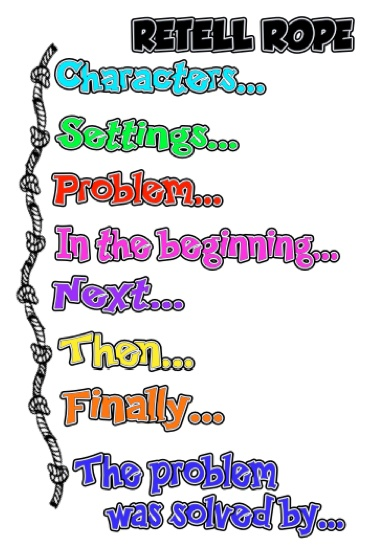 RETELL ROPE
Characters...
Settings...
Problem...
In the beginning...
Next...
Then...
Finally...
The problem
was solved by...